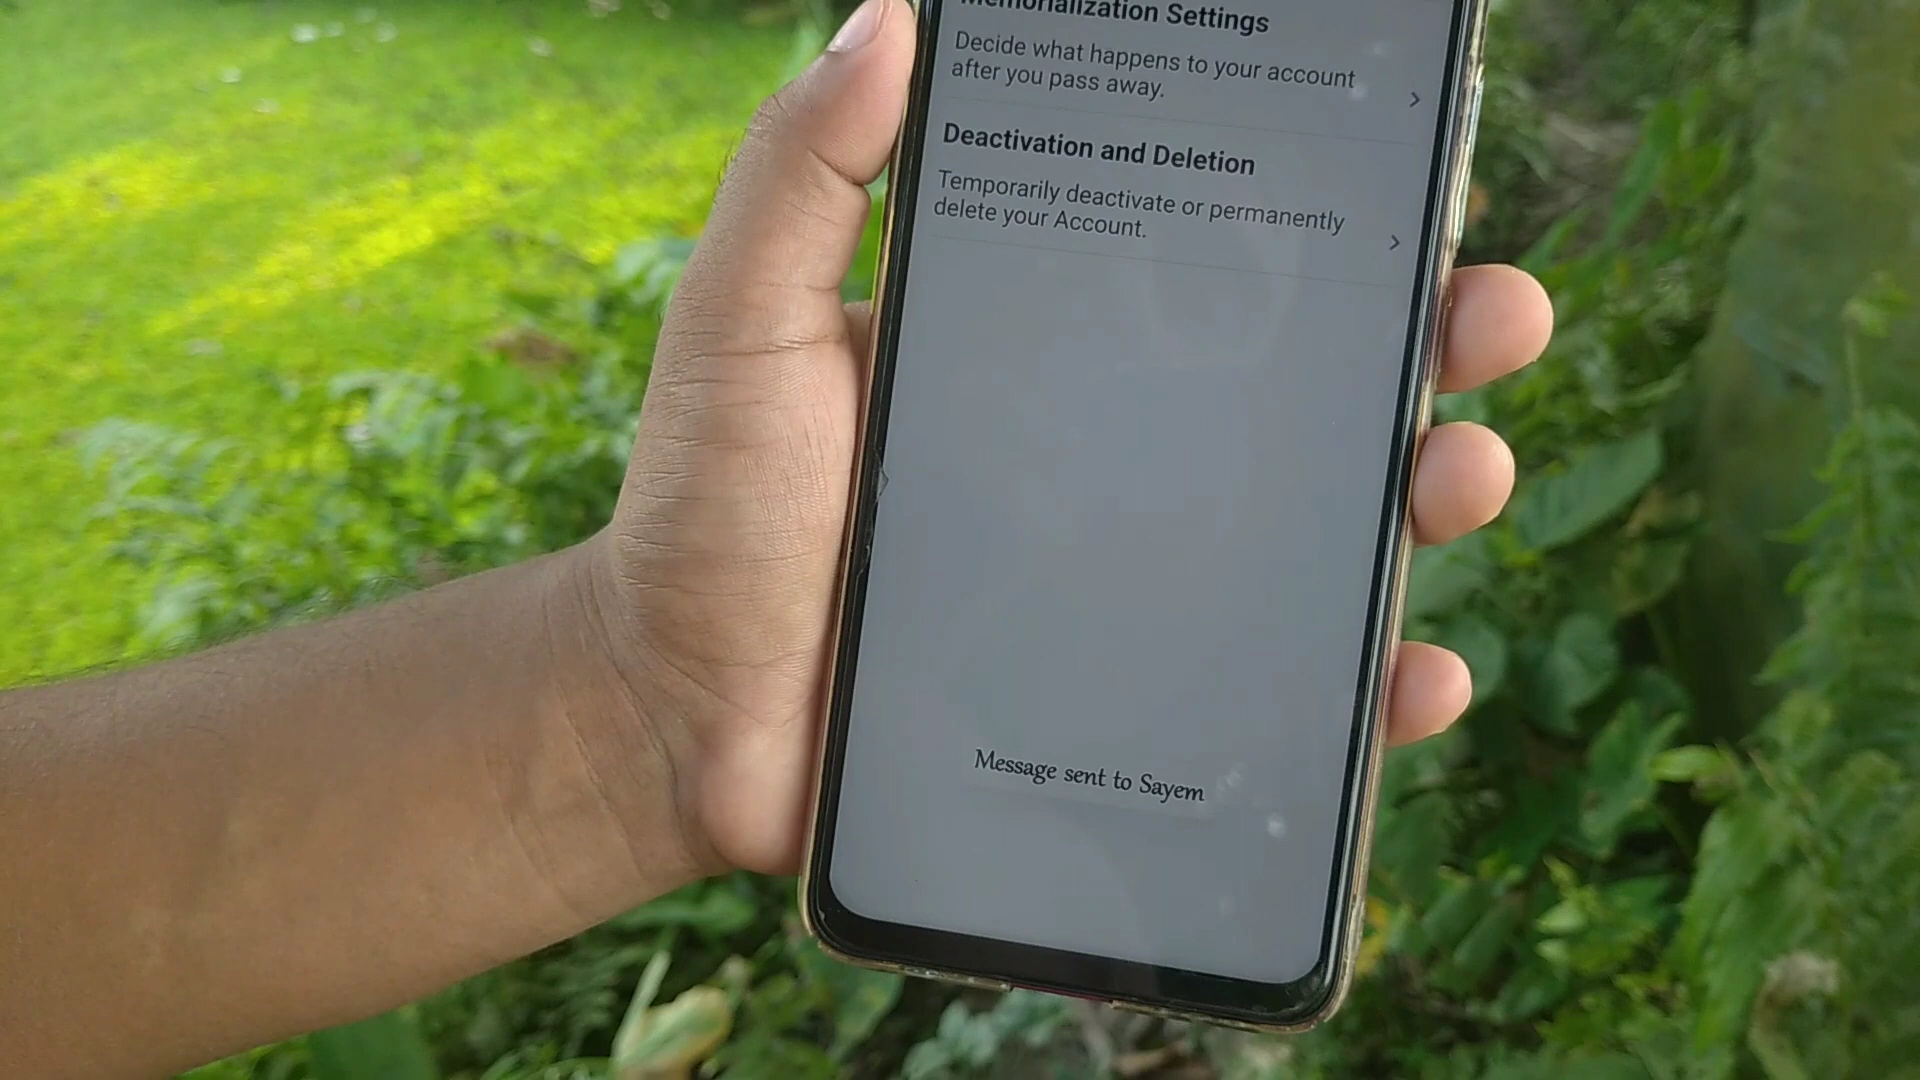 Memorialization Settings
Decide what happens to your account
after you pass away.
Deactivation and Deletion
Temporarily deactivate or permanently
delete your Account.
Message sent to Sayem